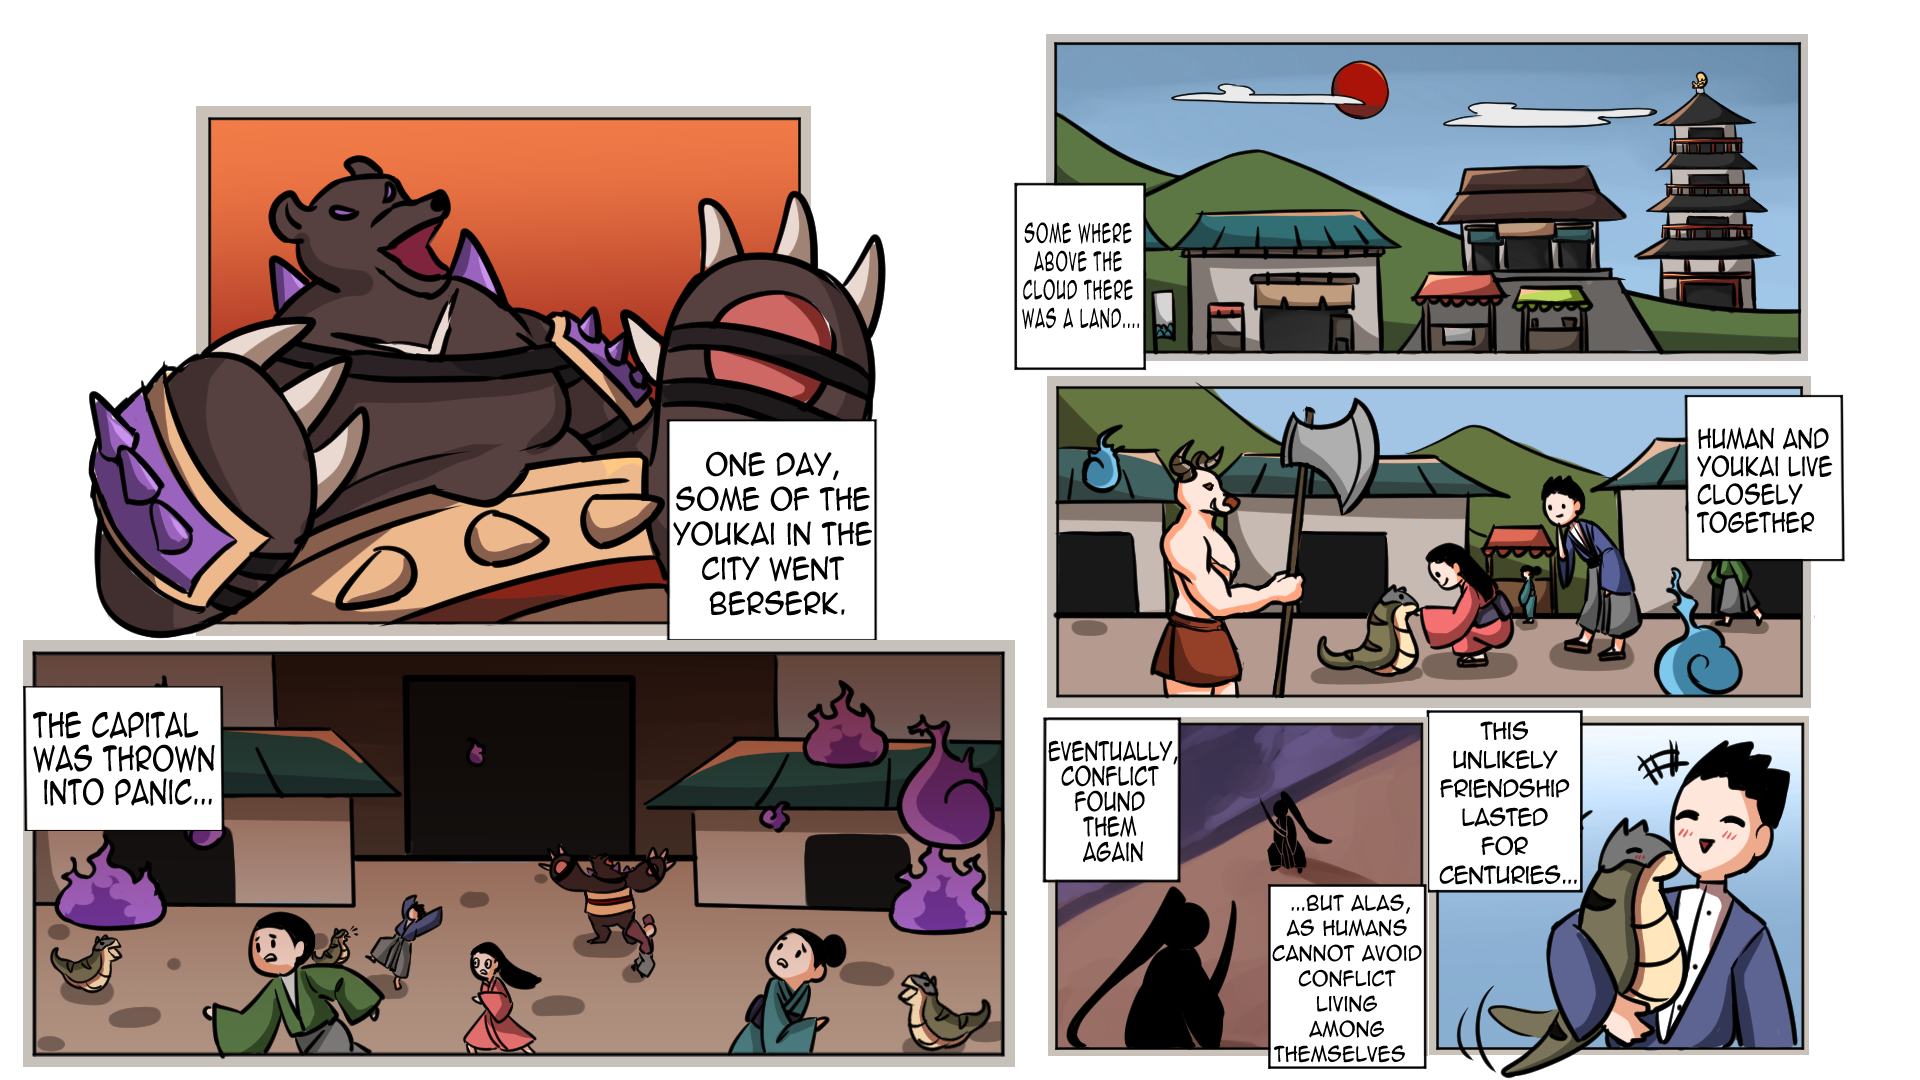 SOME WHERE
ABOVE THE
CLOUD THERE
WAS A LAND....
HUMAN AND
YOUKAI LIVE
CLOSELY
TOGETHER
THIS
UNLIKELY
FRIENDSHIP
LASTED
FOR
CENTURIES...
...BUT ALAS,
AS HUMANS
CANNOT AVOID
CONFLICT
LIVING
AMONG
THEMSELVES
EVENTUALLY,
CONFLICT
FOUND
THEM
AGAIN
ONE DAY,
SOME OF THE
YOUKAI IN THE
CITY WENT
BERSERK.
THE CAPITAL
WAS THROWN
INTO PANIC...